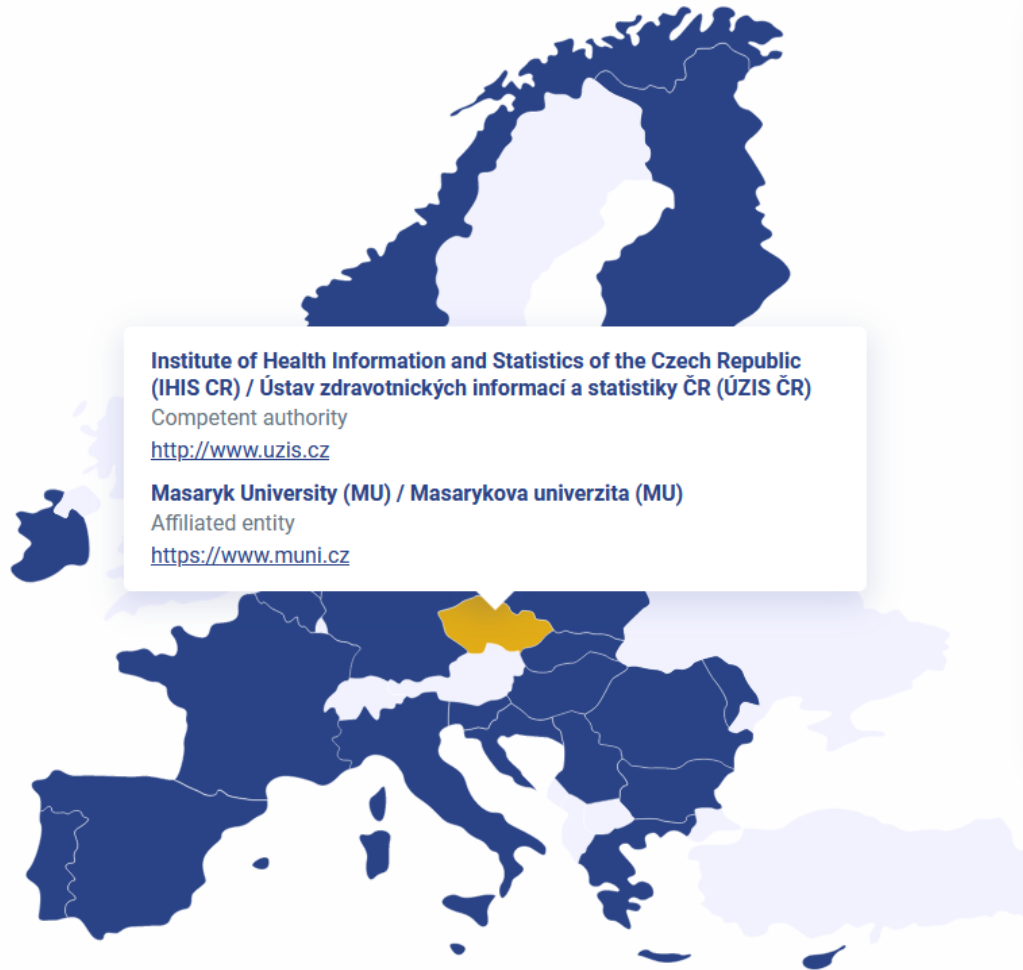 Institute of Health Information and Statistics of the Czech Republic
(IHIS CR) / Ústav zdravotnických informací a statistiky ČR (ÚZIS ČR)
Competent authority
http://www.uzis.cz
Masaryk University (MU) / Masarykova univerzita (MU)
Affiliated entity
https://www.muni.cz